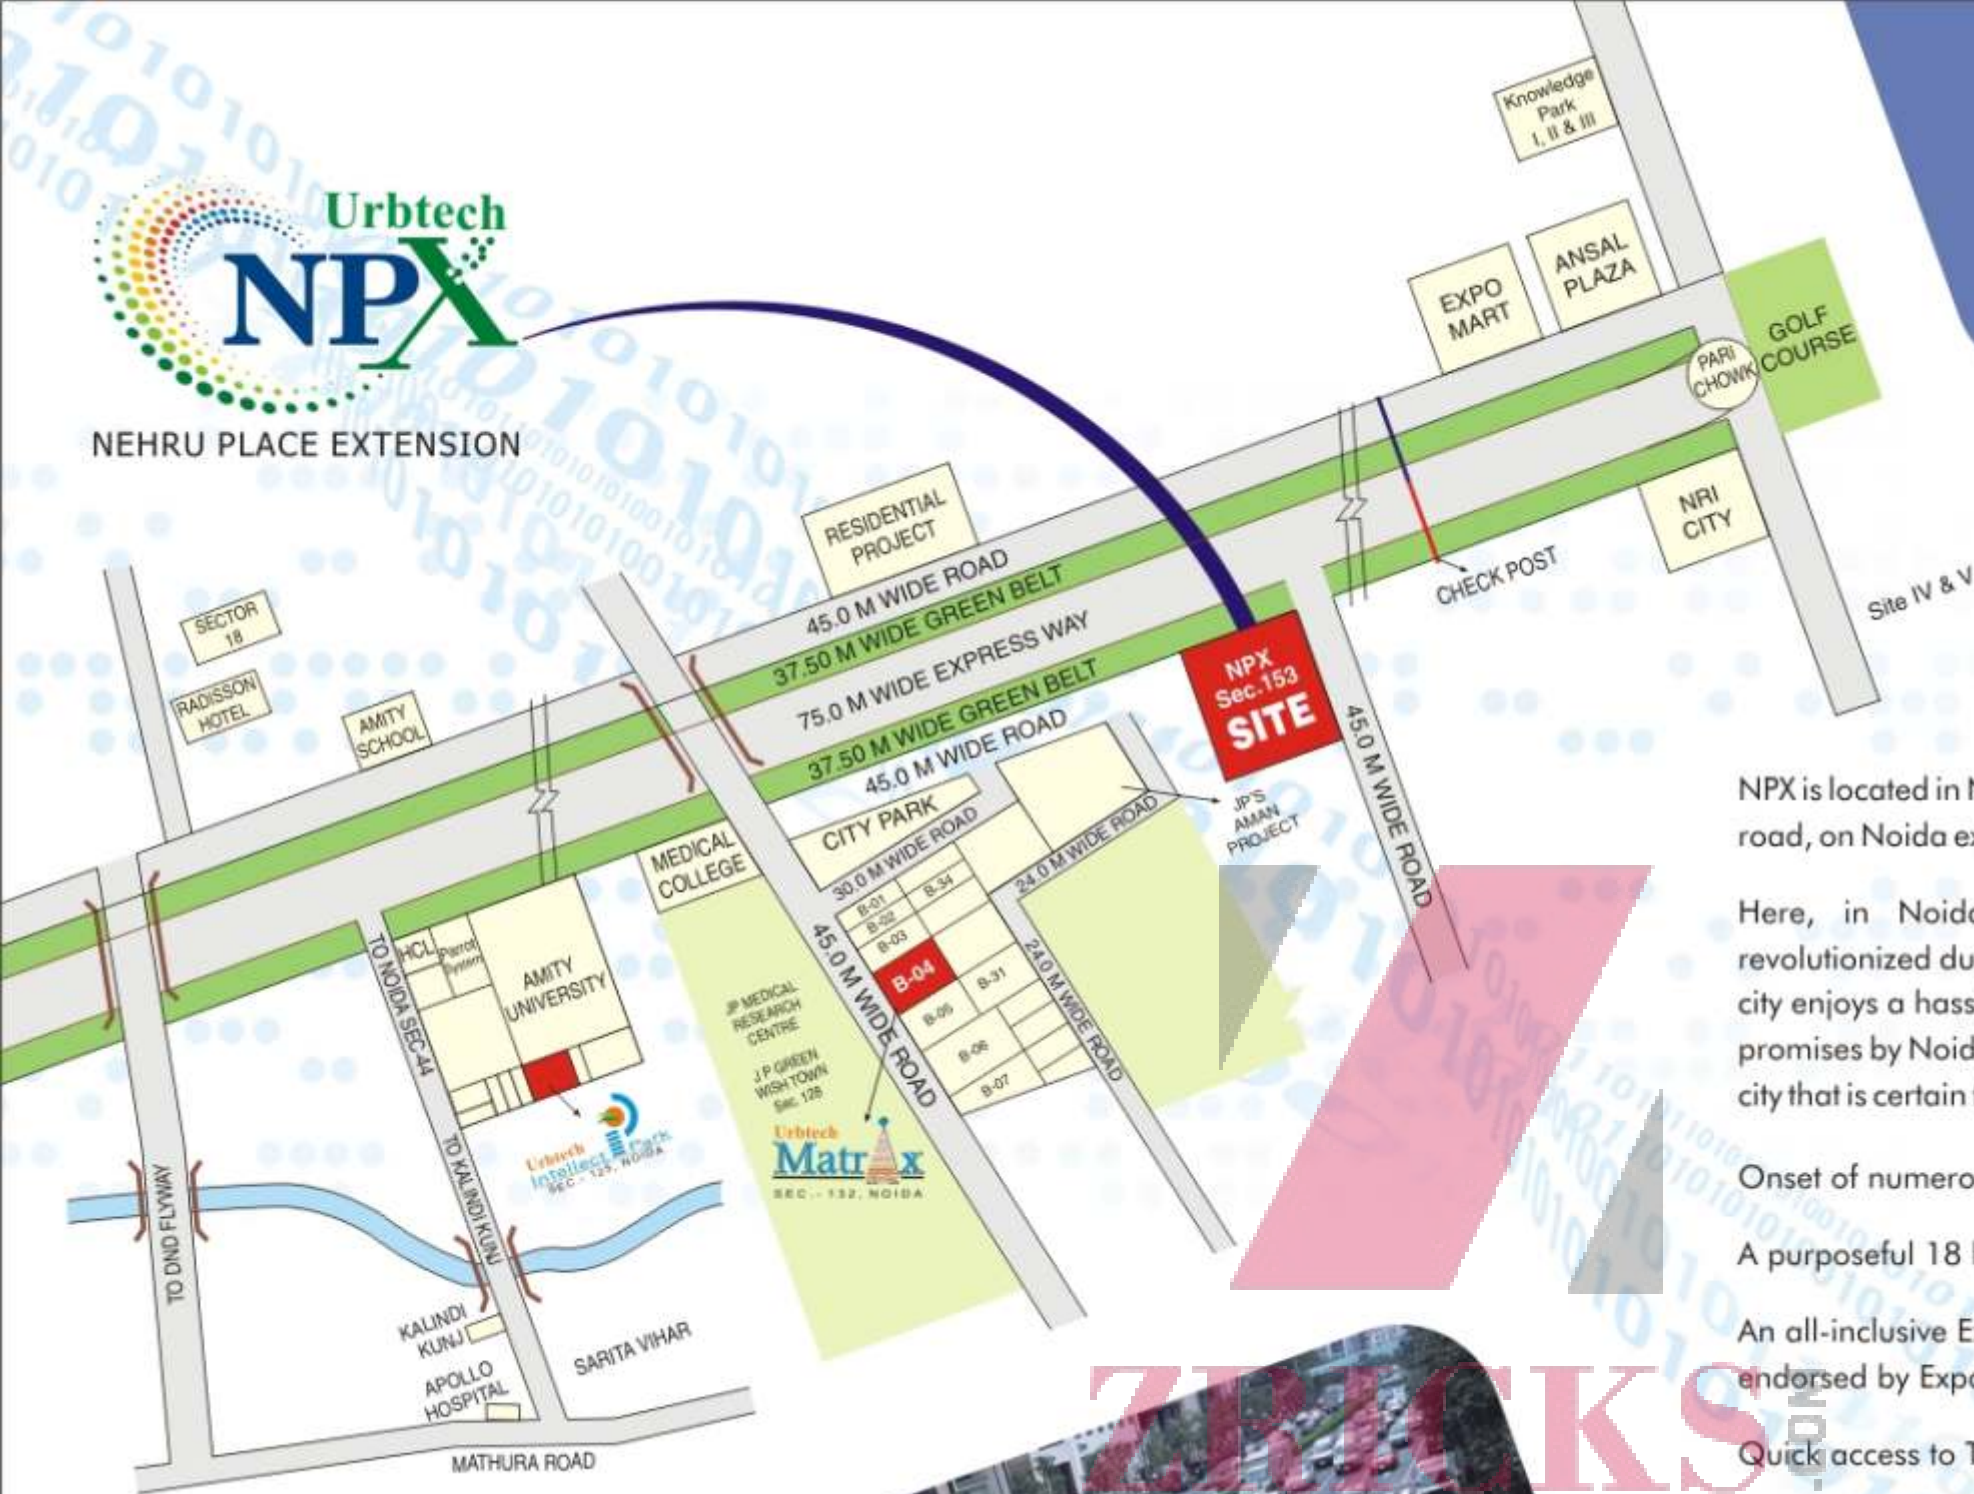 Urbtech
NPX
NEHRU PLACE EXTENSION
Knowledge
Park
I, II & III
ANSAL
PLAZA
EXPO
MART
GOLF
COURSE
PARI
CHOWK
NRI
CITY
CHECK POST
Site IV & V
RESIDENTIAL
PROJECT
45.0 M WIDE ROAD
37.50 M WIDE GREEN BELT
75.0 M WIDE EXPRESS WAY
37.50 M WIDE GREEN BELT
45.0 M WIDE ROAD
NPX
Sec.153
SITE
45.0 M WIDE ROAD
SECTOR
18
RADISSON
HOTEL
AMITY
SCHOOL
MEDICAL
COLLEGE
CITY PARK
30.0 M WIDE ROAD
24.0 M WIDE ROAD
JP'S
AMAN
PROJECT
B-01
B-34
B-02
B-03
B-04
B-31
B-05
B-06
B-07
24.0 M WIDE ROAD
45.0 M WIDE ROAD
HCL
Parrot
System
AMITY
UNIVERSITY
TO NOIDA SEC-44
TO KALINDI KUNJ
TO DND FLYWAY
JP MEDICAL
RESEARCH
CENTRE
J P GREEN
WISH TOWN
Sec. 128
Urbtech
Intellect Park
SEC - 125, NOIDA
Urbtech
Matrix
SEC.- 132, NOIDA
KALINDI
KUNJ
APOLLO
HOSPITAL
SARITA VIHAR
MATHURA ROAD
NPX is located in
road, on Noida
Here, in
revolutionized
city enjoys a
promises by
city that is certain
Onset of
A purposeful 18
An all-inclusive
endorsed by
Quick access to
ZRICKS